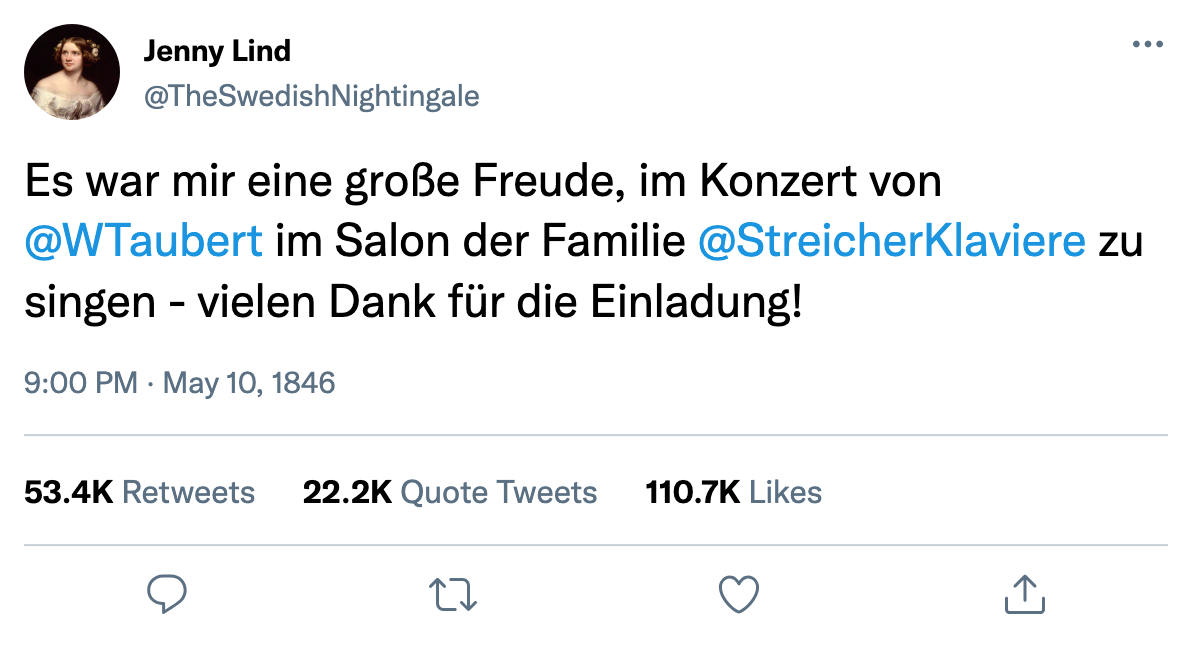 Jenny Lind
@TheSwedishNightingale
Es war mir eine große Freude, im Konzert von
@WTaubert im Salon der Familie @StreicherKlaviere zu
singen - vielen Dank für die Einladung!
9:00 PM · May 10, 1846
53.4K Retweets 22.2K Quote Tweets 110.7K Likes